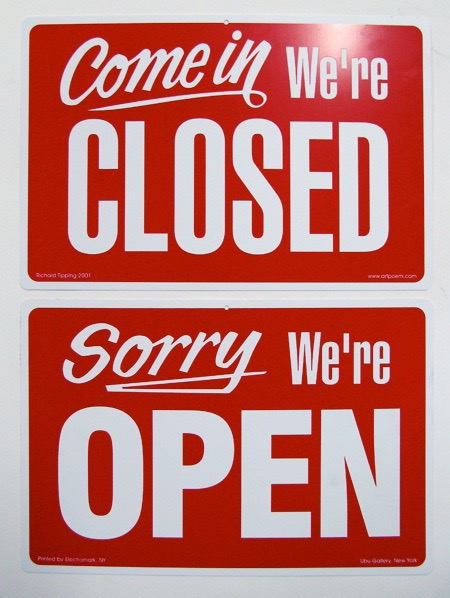 Come in We're
CLOSED
Richard Tipping 2001 www.artpoem.com
Sorry We're
OPEN
Printed by Electromark, NY Ubu Gallery, New York